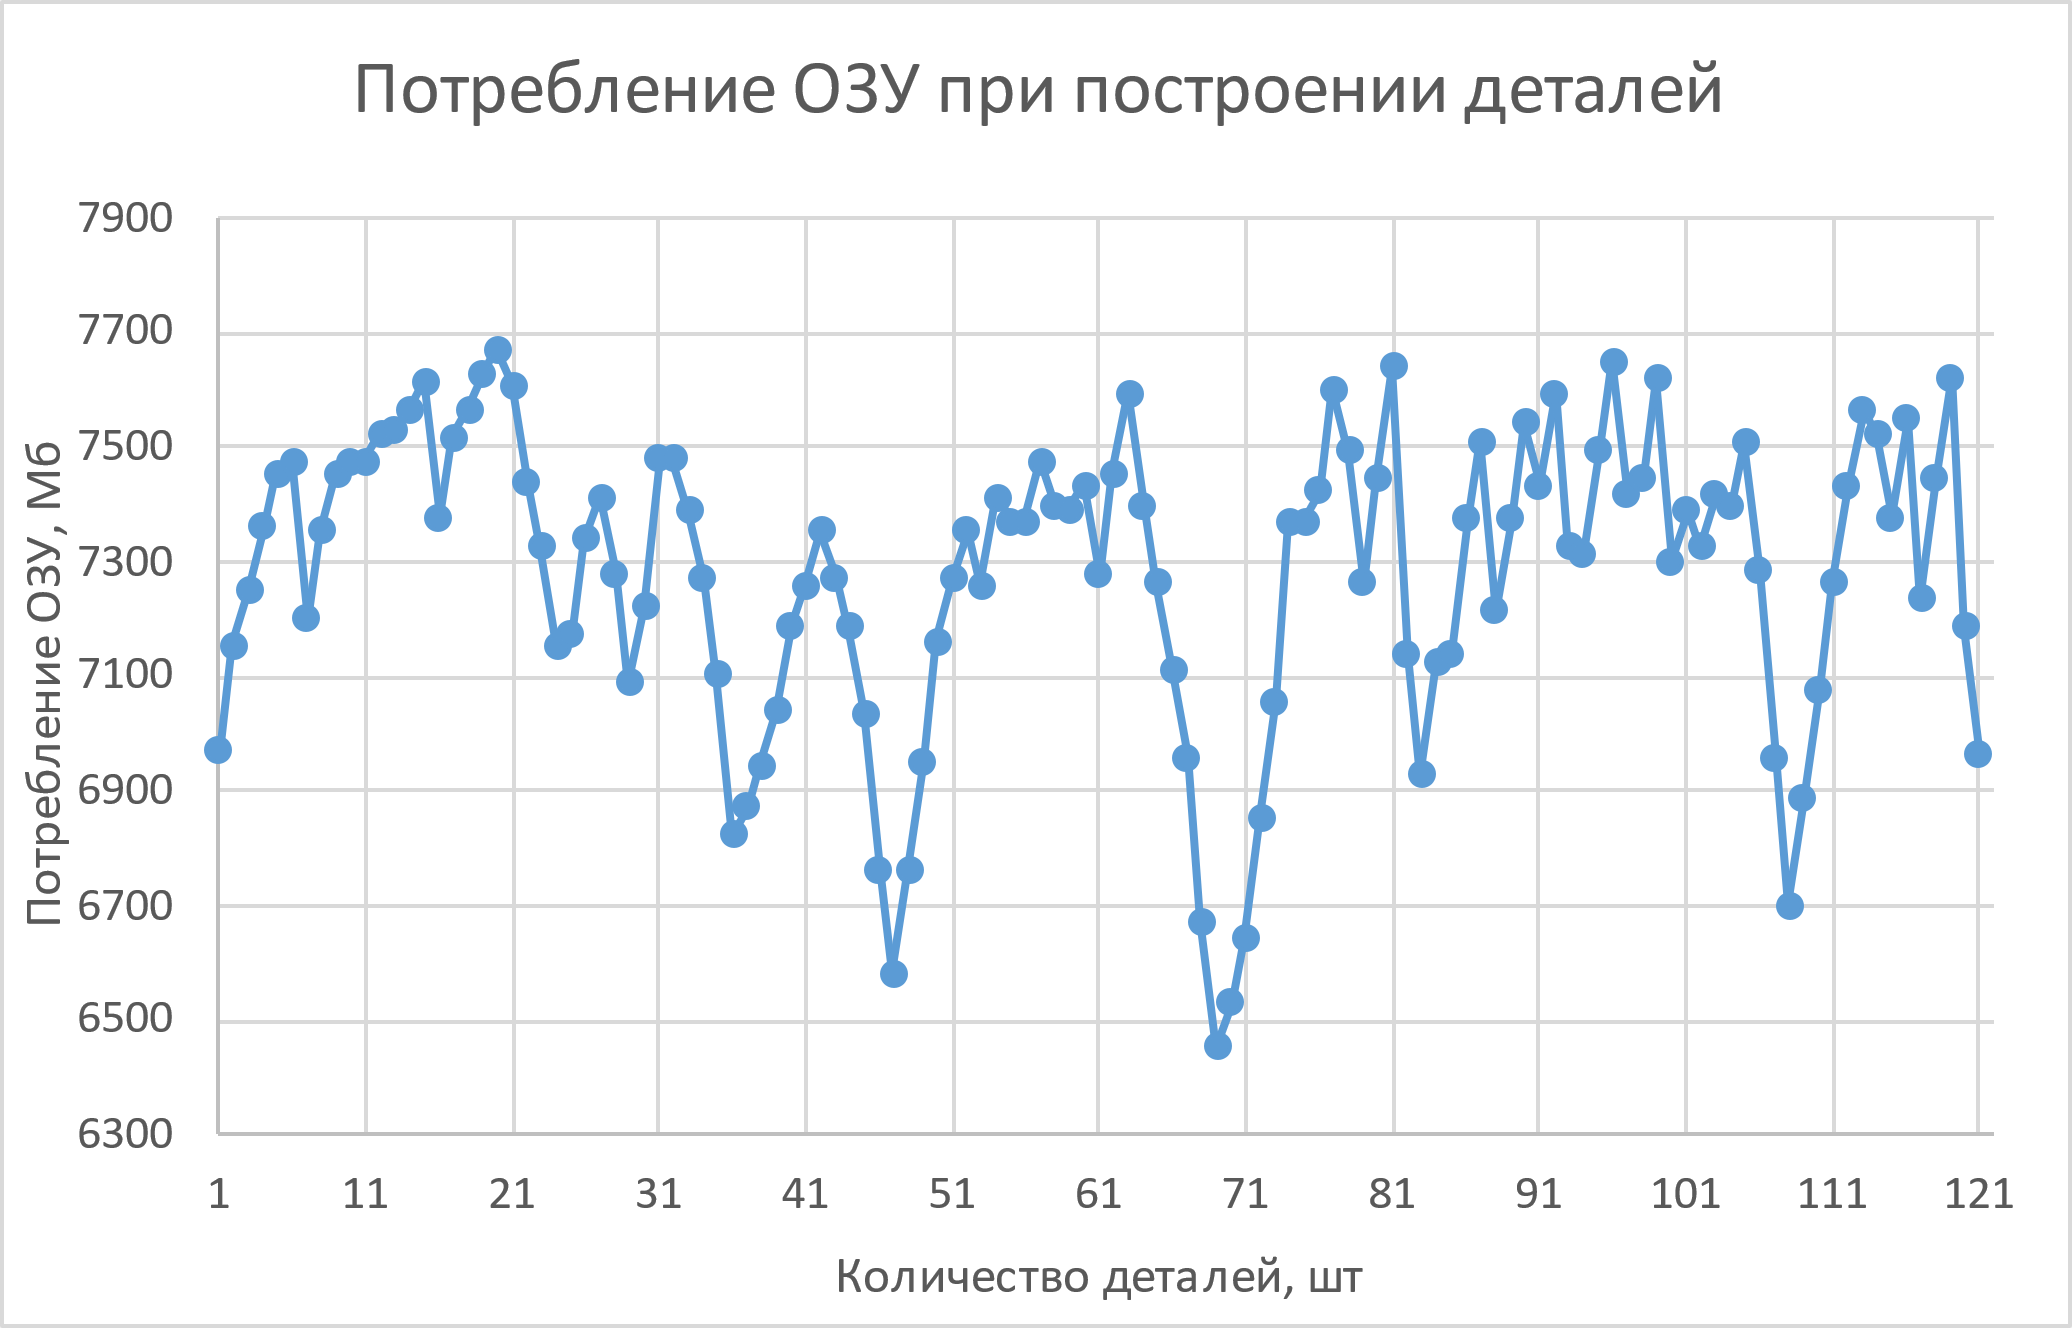 Потребление ОЗУ при построении деталей
7900
7700
7500
7300
7100
6900
6700
6500
6300
Потребление ОЗУ, Мб
1 11 21 31 41 51 61 71 81 91 101 111 121
Количество деталей, шт